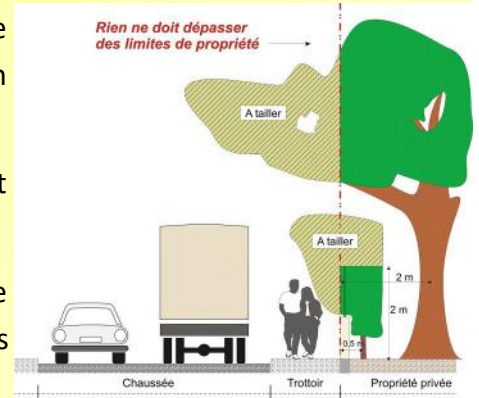 Rien ne doit dépasser
des limites de propriété
A tailler
A tailler
2 m
2 m
0,5 m
Chaussée
Trottoir
Propriété privée